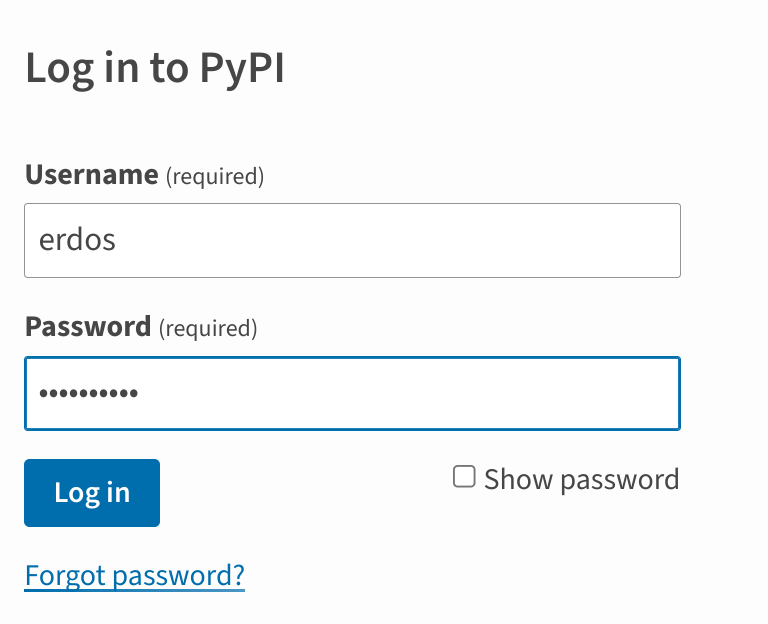 Log in to PyPI
Username (required)
erdos
Password (required)
••••••••••
Log in
Show password
Forgot password?